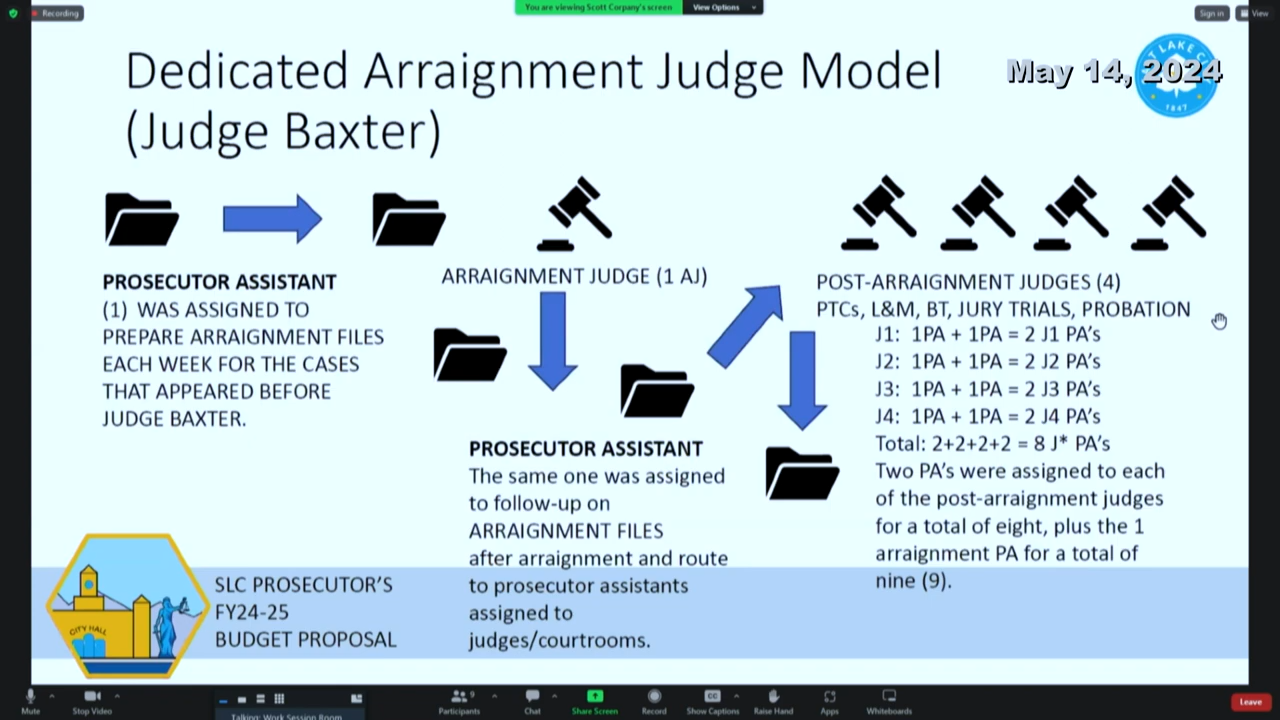 Recording
You are viewing Scott Corpany's screen
View Options
Sign in
View
Dedicated Arraignment Judge Model
(Judge Baxter)
May 14, 2024
1847
PROSECUTOR ASSISTANT
(1) WAS ASSIGNED TO
PREPARE ARRAIGNMENT FILES
EACH WEEK FOR THE CASES
THAT APPEARED BEFORE
JUDGE BAXTER.
ARRAIGNMENT JUDGE (1 AJ)
PROSECUTOR ASSISTANT
The same one was assigned
to follow-up on
ARRAIGNMENT FILES
after arraignment and route
to prosecutor assistants
assigned to
judges/courtrooms.
POST-ARRAIGNMENT JUDGES (4)
PTCs, L&M, BT, JURY TRIALS, PROBATION
J1: 1PA + 1PA = 2 J1 PA's
J2: 1PA + 1PA = 2 J2 PA's
J3: 1PA + 1PA = 2 J3 PA's
J4: 1PA + 1PA = 2 J4 PA's
Total: 2+2+2+2 = 8 J* PA's
Two PA's were assigned to each
of the post-arraignment judges
for a total of eight, plus the 1
arraignment PA for a total of
nine (9).
CITY HALL
SLC PROSECUTOR'S
FY24-25
BUDGET PROPOSAL
Mute
Stop Video
Talking: Work Session Room
Participants
9
Chat
Share Screen
Record
CC
Show Captions
Raise Hand
Apps
Whiteboards
Leave